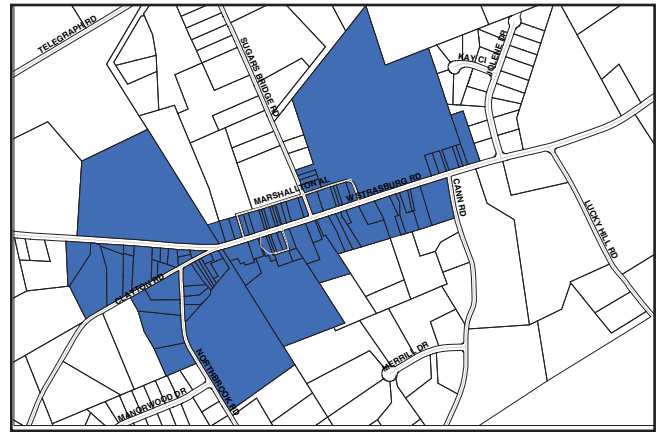 TELEGRAPH RD
SUGARS BRIDGE RD
KAY CI
JOLENE DR
MARSHALLTON AL
W STRASBURG RD
CANN RD
LUCKY HILL RD
CLAYTON RD
NORTHBROOK RD
MERRILL DR
MANORWOOD DR